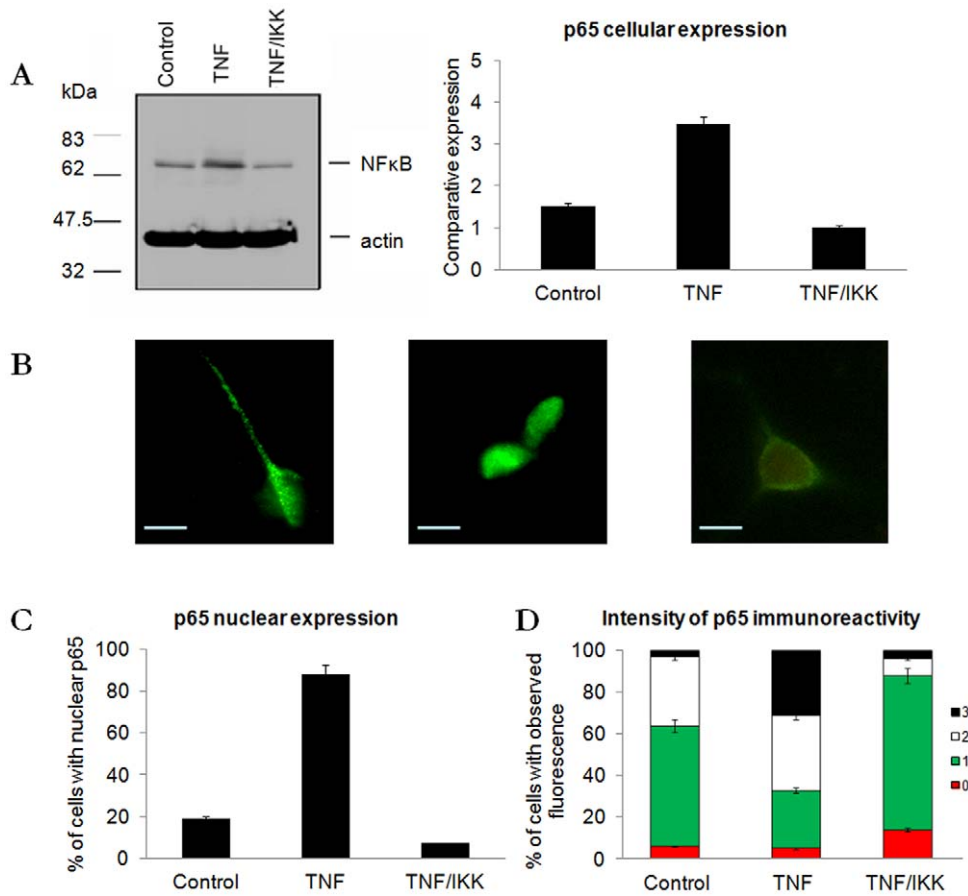 A
kDa
83
62
47.5
32
Control
TNF
TNF/IKK
NFκB
actin
p65 cellular expression
Comparative expression
5
4
3
2
1
0
Control
TNF
TNF/IKK
B
C
p65 nuclear expression
% of cells with nuclear p65
100
80
60
40
20
0
Control
TNF
TNF/IKK
D
Intensity of p65 immunoreactivity
% of cells with observed
fluorescence
100
80
60
40
20
0
Control
TNF
TNF/IKK
3
2
1
0